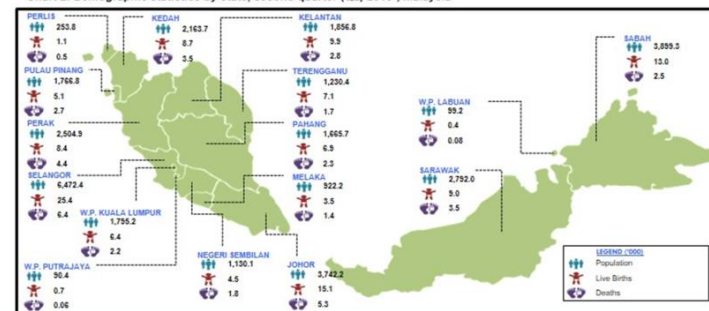 PERLIS
253.8
1.1
0.5
KEDAH
2,163.7
8.7
3.5
KELANTAN
1,856.8
9.9
2.8
SABAH
3,899.3
13.0
2.5
PULAU PINANG
1,766.8
5.1
2.7
TERENGGANU
1,230.4
7.1
1.7
W.P. LABUAN
99.2
0.4
0.08
PERAK
2,504.9
8.4
4.4
PAHANG
1,665.7
6.9
2.3
SARAWAK
2,792.0
9.0
3.5
SELANGOR
6,472.4
25.4
6.4
MELAKA
922.2
3.5
1.4
W.P. KUALA LUMPUR
1,795.2
6.4
2.2
W.P. PUTRAJAYA
90.4
0.7
0.06
NEGERI SEMBILAN
1,130.1
4.5
1.8
JOHOR
3,742.2
15.1
5.3
LEGEND ('000)
Population
Live Births
Deaths